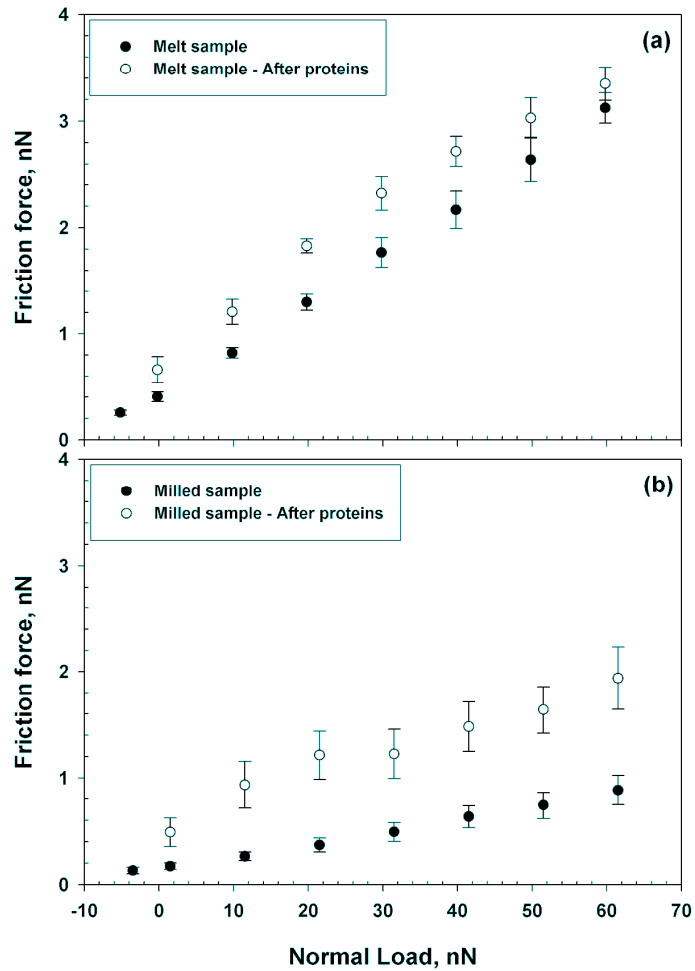 4
(a)
Melt sample
Melt sample - After proteins
3
2
1
0
Friction force, nN
4
(b)
Milled sample
Milled sample - After proteins
3
2
1
0
Friction force, nN
-10 0 10 20 30 40 50 60 70
Normal Load, nN